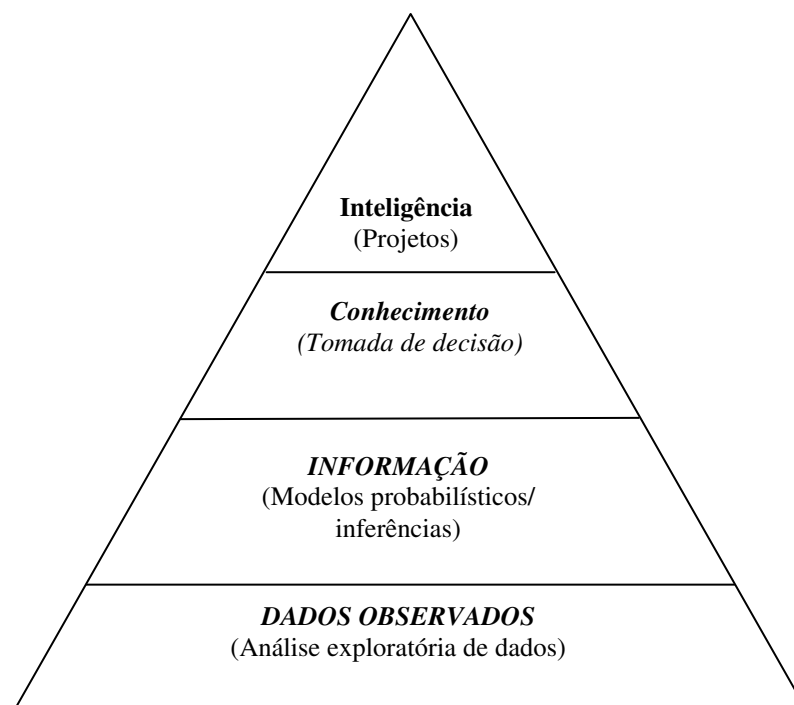 Inteligência
(Projetos)
Conhecimento
(Tomada de decisão)
INFORMAÇÃO
(Modelos probabilísticos/
inferências)
DADOS OBSERVADOS
(Análise exploratória de dados)